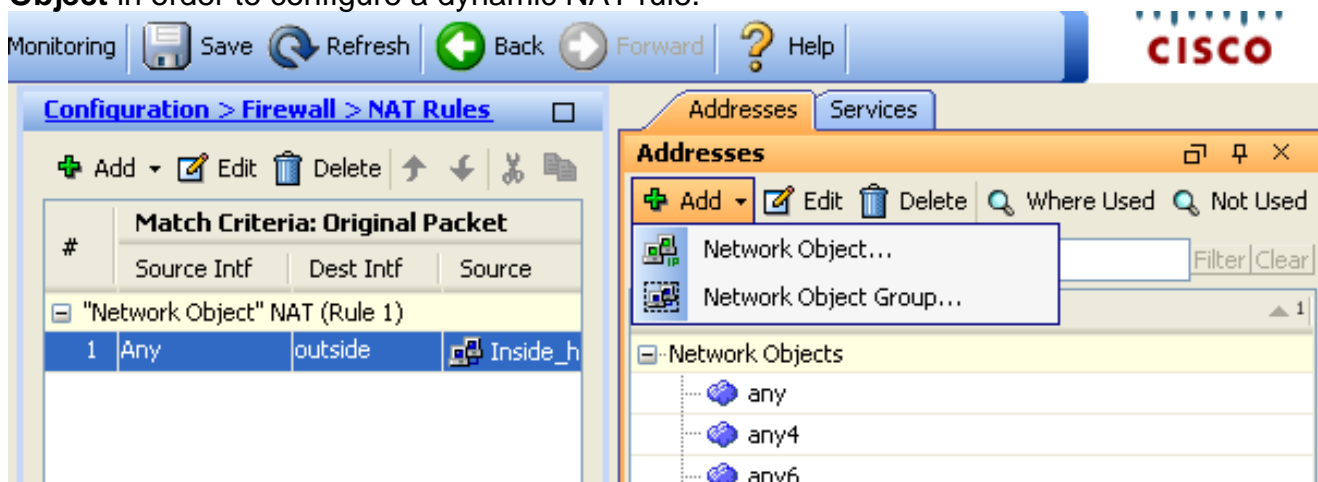 Object in order to configure a dynamic NAT rule.
Monitoring Save Refresh Back Forward Help
CISCO
Configuration > Firewall > NAT Rules
Add Edit Delete
# Match Criteria: Original Packet
Source Intf Dest Intf Source
"Network Object" NAT (Rule 1)
1 Any outside Inside_h
Addresses Services
Addresses
Add Edit Delete Where Used Not Used
Network Object...
Filter Clear
Network Object Group...
1
Network Objects
any
any4
any6